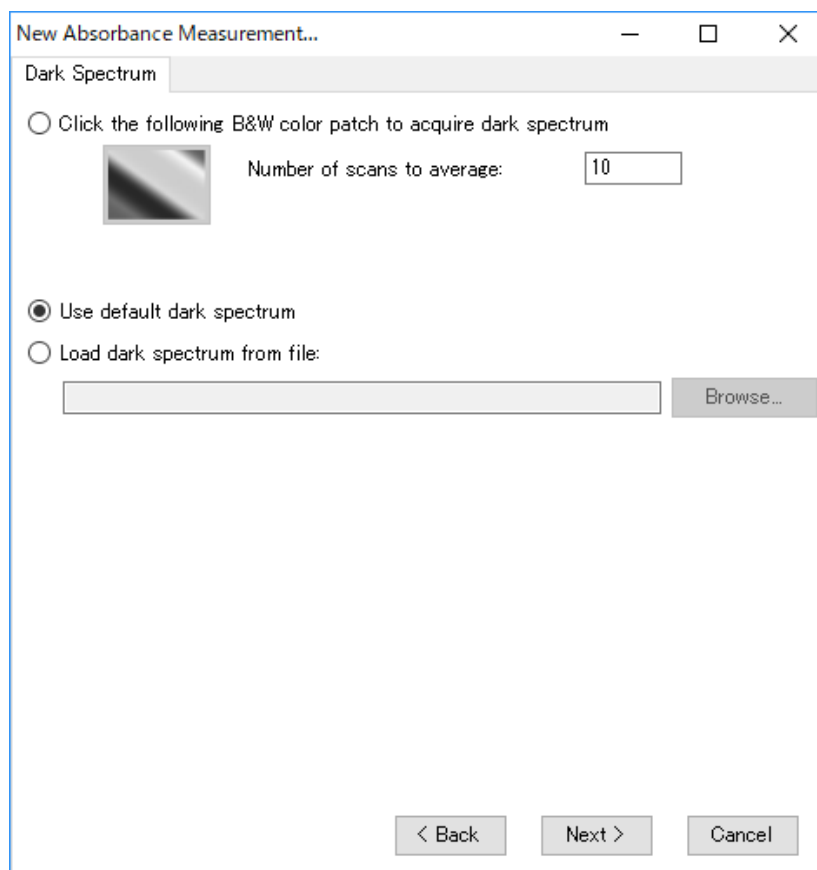 New Absorbance Measurement...
Dark Spectrum
Click the following B&W color patch to acquire dark spectrum
Number of scans to average: 10
Use default dark spectrum
Load dark spectrum from file:
Browse...
< Back Next > Cancel